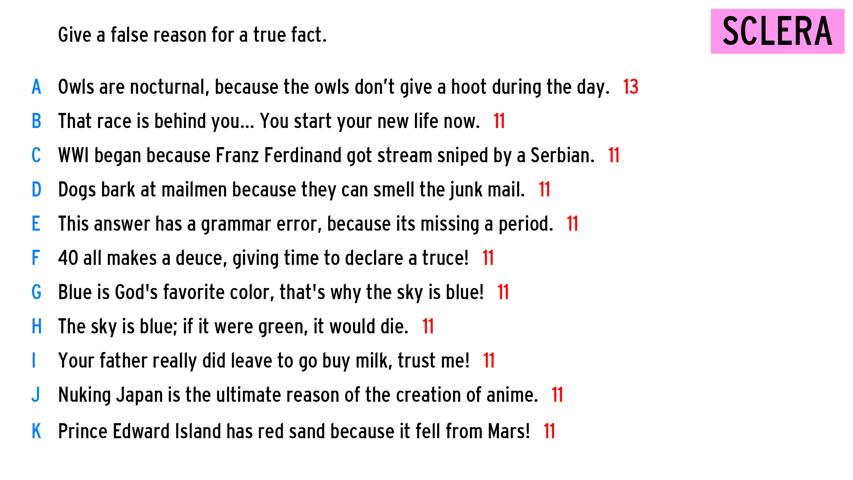 Give a false reason for a true fact.
SCLERA
A Owls are nocturnal, because the owls don't give a hoot during the day. 13
B That race is behind you... You start your new life now. 11
C WWI began because Franz Ferdinand got stream sniped by a Serbian. 11
D Dogs bark at mailmen because they can smell the junk mail. 11
E This answer has a grammar error, because its missing a period. 11
F 40 all makes a deuce, giving time to declare a truce! 11
G Blue is God's favorite color, that's why the sky is blue! 11
H The sky is blue; if it were green, it would die. 11
I Your father really did leave to go buy milk, trust me! 11
J Nuking Japan is the ultimate reason of the creation of anime. 11
K Prince Edward Island has red sand because it fell from Mars! 11